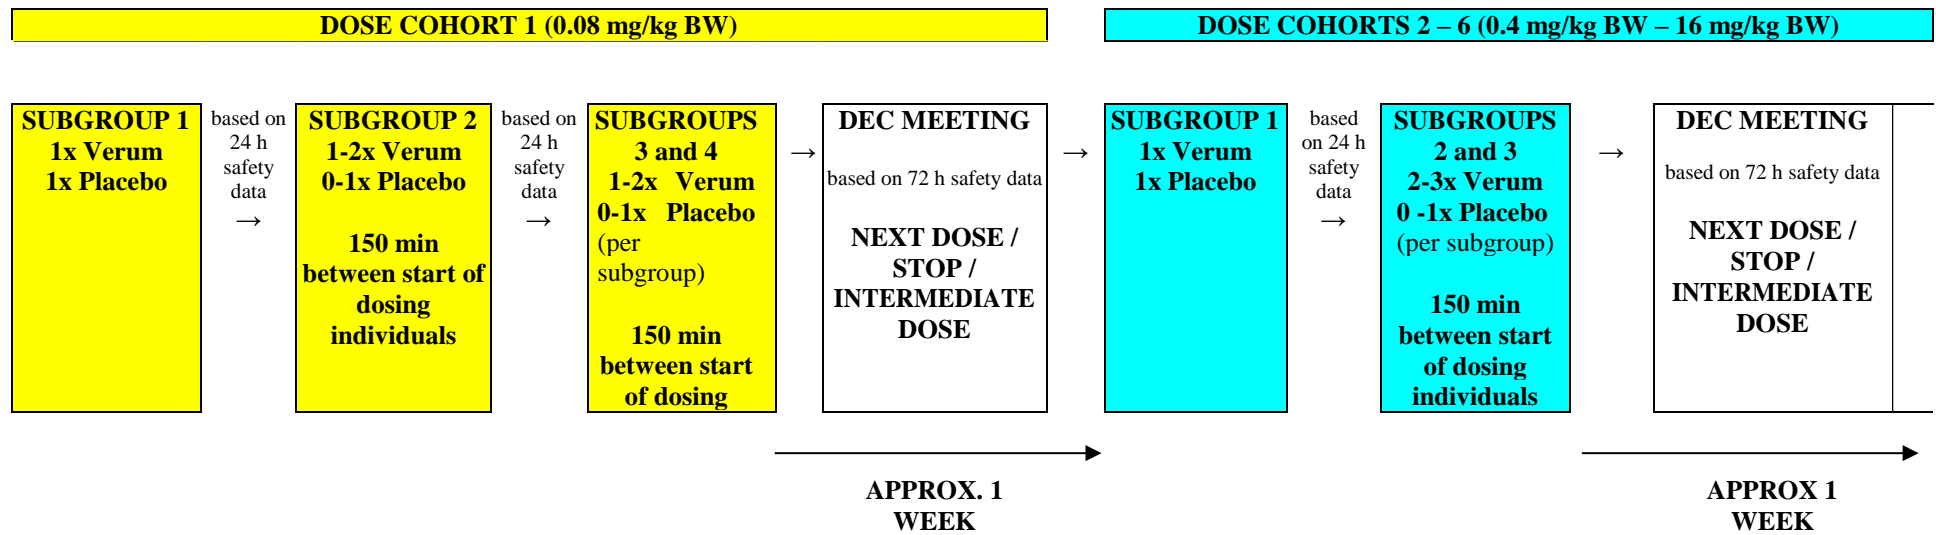 DOSE COHORT 1 (0.08 mg/kg BW)
DOSE COHORTS 2 – 6 (0.4 mg/kg BW – 16 mg/kg BW)
SUBGROUP 1
1x Verum
1x Placebo
based on
24 h
safety
data
→
SUBGROUP 2
1-2x Verum
0-1x Placebo
150 min
between start of
dosing
individuals
based on
24 h
safety
data
→
SUBGROUPS
3 and 4
1-2x Verum
0-1x Placebo
(per
subgroup)
150 min
between start
of dosing
→
DEC MEETING
based on 72 h safety data
NEXT DOSE /
STOP /
INTERMEDIATE
DOSE
→
SUBGROUP 1
1x Verum
1x Placebo
based
on 24 h
safety
data
→
SUBGROUPS
2 and 3
2-3x Verum
0 -1x Placebo
(per subgroup)
150 min
between start
of dosing
individuals
→
DEC MEETING
based on 72 h safety data
NEXT DOSE /
STOP /
INTERMEDIATE
DOSE
APPROX. 1
WEEK
APPROX 1
WEEK